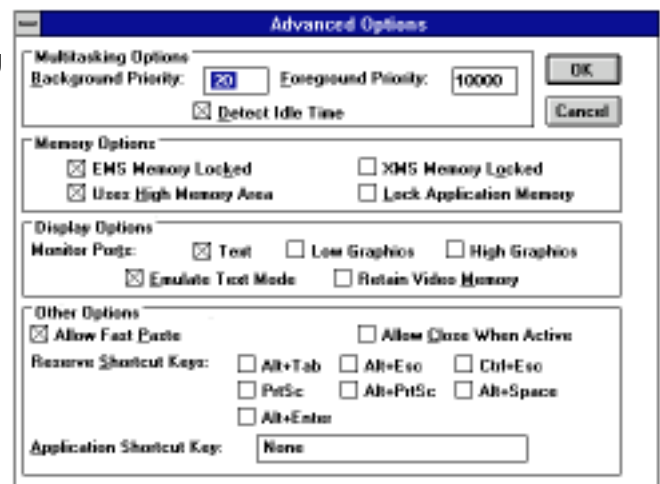 Advanced Options
Multitasking Options
Background Priority: 20 Foreground Priority: 10000
OK
Detect Idle Time
Cancel
Memory Options
EMS Memory Locked XMS Memory Locked
Uses High Memory Area Lock Application Memory
Display Options
Monitor Ports: Text Low Graphics High Graphics
Emulate Text Mode Retain Video Memory
Other Options
Allow Fast Paste Allow Close When Active
Reserve Shortcut Keys: Alt+Tab Alt+Esc Ctrl+Esc
PrtSc Alt+PrtSc Alt+Space
Alt+Enter
Application Shortcut Key: None